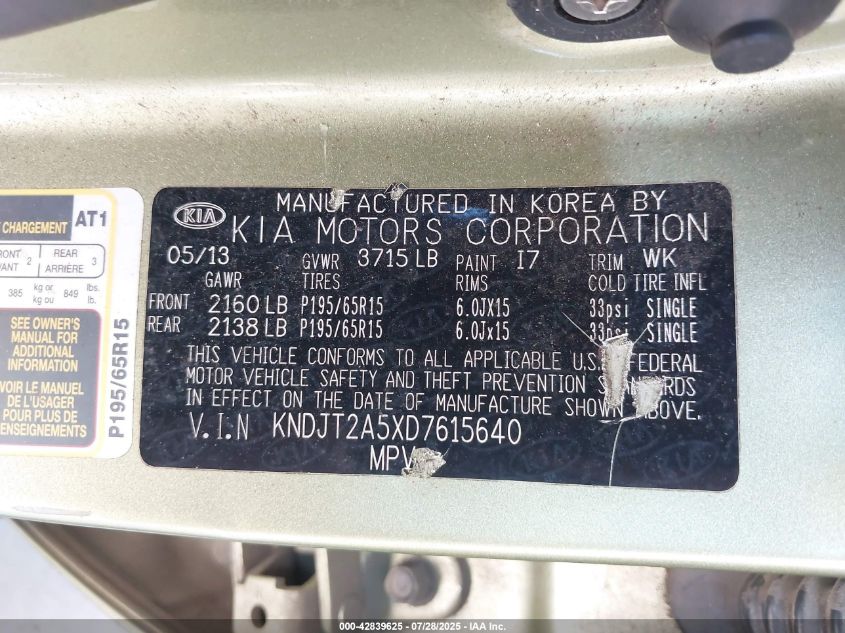 CHARGEMENT AT1
2 REAR 3
ARRIÈRE
385 kg or 849 lbs.
kg ou lb.
SEE OWNER'S
MANUAL FOR
ADDITIONAL
INFORMATION
VOIR LE MANUEL
DE L'USAGER
POUR PLUS DE
P195/65R15
KIA
MANUFACTURED IN KOREA BY
KIA MOTORS CORPORATION
05/13 GVWR 3715 LB PAINT I7 TRIM WK
GAWR TIRES RIMS COLD TIRE INFL
FRONT 2160 LB P195/65R15 6.0JX15 33psi SINGLE
REAR 2138 LB P195/65R15 6.0Jx15 33psi SINGLE
THIS VEHICLE CONFORMS TO ALL APPLICABLE U.S. FEDERAL
MOTOR VEHICLE SAFETY AND THEFT PREVENTION STANDARDS
IN EFFECT ON THE DATE OF MANUFACTURE SHOWN ABOVE.
V.I.N KNDJT2A5XD7615640
MPV
000-42839625 - 07/28/2025 - IAA Inc.